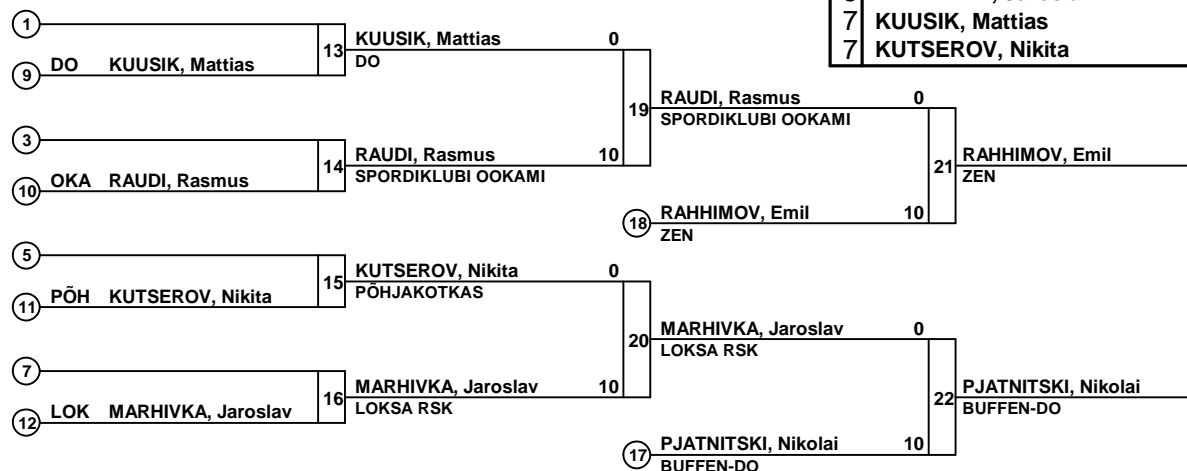 7 KUUSIK, Mattias
7 KUTSEROV, Nikita
1
9 DO KUUSIK, Mattias
13 KUUSIK, Mattias 0
DO
3
10 OKA RAUDI, Rasmus
14 RAUDI, Rasmus 10
SPORDIKLUBI OOKAMI
19 RAUDI, Rasmus 0
SPORDIKLUBI OOKAMI
18 RAHHIMOV, Emil 10
ZEN
21 RAHHIMOV, Emil
ZEN
5
11 PÕH KUTSEROV, Nikita
15 KUTSEROV, Nikita 0
PÕHJAKOTKAS
7
12 LOK MARHIVKA, Jaroslav
16 MARHIVKA, Jaroslav 10
LOKSA RSK
20 MARHIVKA, Jaroslav 0
LOKSA RSK
17 PJATNITSKI, Nikolai 10
BUFFEN-DO
22 PJATNITSKI, Nikolai
BUFFEN-DO